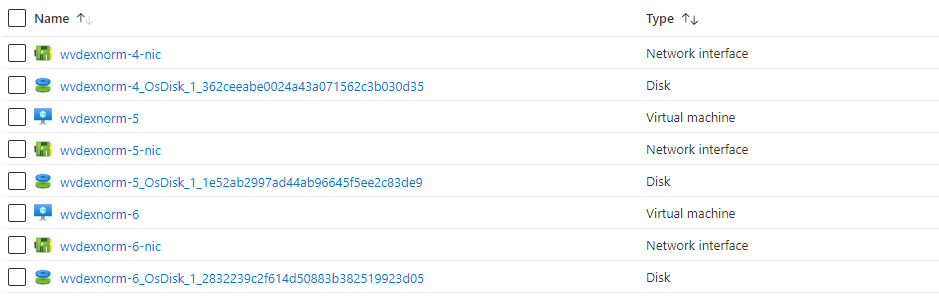 Name ↑↓ Type ↑↓
wvdexnorm-4-nic Network interface
wvdexnorm-4_OsDisk_1_362ceeabe0024a43a071562c3b030d35 Disk
wvdexnorm-5 Virtual machine
wvdexnorm-5-nic Network interface
wvdexnorm-5_OsDisk_1_1e52ab2997ad44ab96645f5ee2c83de9 Disk
wvdexnorm-6 Virtual machine
wvdexnorm-6-nic Network interface
wvdexnorm-6_OsDisk_1_2832239c2f614d50883b382519923d05 Disk